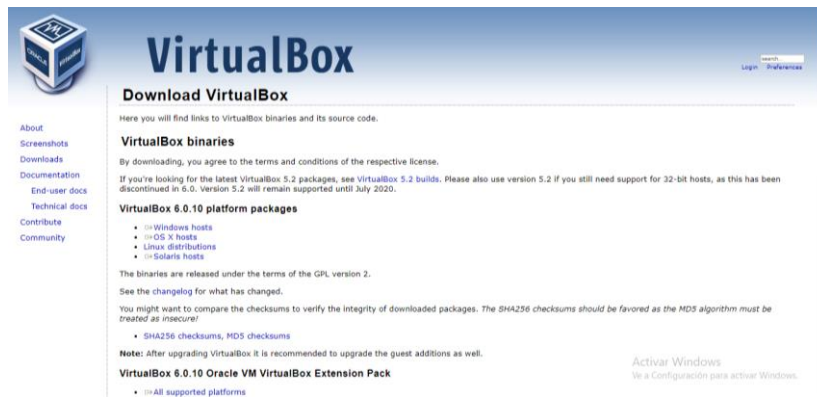 VirtualBox
search...
Login Preferences
Download VirtualBox
Here you will find links to VirtualBox binaries and its source code.
About
Screenshots
Downloads
Documentation
End-user docs
Technical docs
Contribute
Community
VirtualBox binaries
By downloading, you agree to the terms and conditions of the respective license.
If you're looking for the latest VirtualBox 5.2 packages, see VirtualBox 5.2 builds. Please also use version 5.2 if you still need support for 32-bit hosts, as this has been
discontinued in 6.0. Version 5.2 will remain supported until July 2020.
VirtualBox 6.0.10 platform packages
Windows hosts
OS X hosts
Linux distributions
Solaris hosts
The binaries are released under the terms of the GPL version 2.
See the changelog for what has changed.
You might want to compare the checksums to verify the integrity of downloaded packages. The SHA256 checksums should be favored as the MD5 algorithm must be
treated as insecure!
SHA256 checksums, MD5 checksums
Note: After upgrading VirtualBox it is recommended to upgrade the guest additions as well.
VirtualBox 6.0.10 Oracle VM VirtualBox Extension Pack
All supported platforms
Activar Windows
Ve a Configuración para activar Windows.